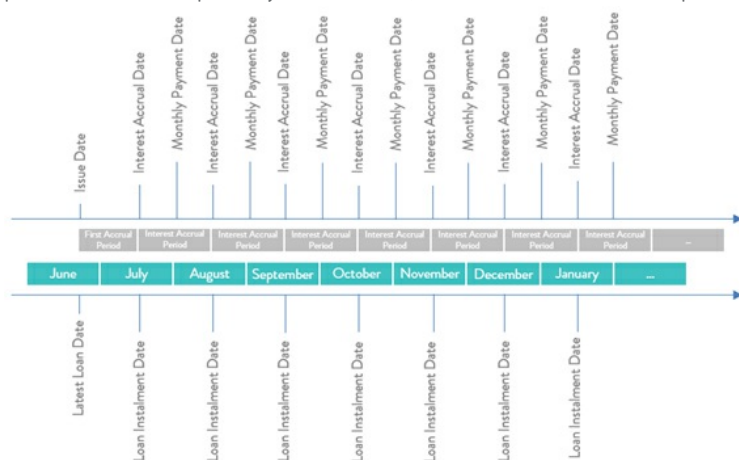 Issue Date
Interest Accrual Date
Monthly Payment Date
Interest Accrual Date
Monthly Payment Date
Interest Accrual Date
Monthly Payment Date
Interest Accrual Date
Monthly Payment Date
Interest Accrual Date
Monthly Payment Date
Interest Accrual Date
Monthly Payment Date
Interest Accrual Date
Monthly Payment Date
First Accrual
Period
Interest Accrual
Period
Interest Accrual
Period
Interest Accrual
Period
Interest Accrual
Period
Interest Accrual
Period
Interest Accrual
Period
Interest Accrual
Period
...
June
July
August
September
October
November
December
January
...
Latest Loan Date
Loan Instalment Date
Loan Instalment Date
Loan Instalment Date
Loan Instalment Date
Loan Instalment Date
Loan Instalment Date
Loan Instalment Date